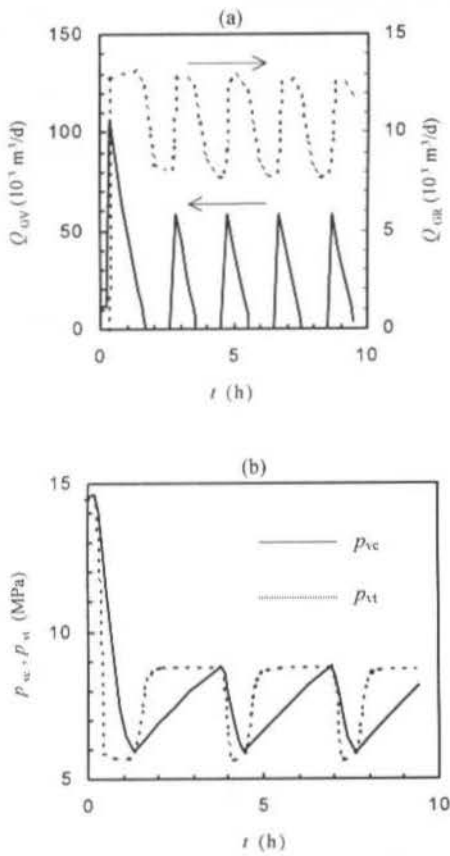 (a)
150 15
100 10
50 5
0 0
Q_GV (10³ m³/d)
Q_GR (10³ m³/d)
0 5 10
t (h)
(b)
15
10
5
p_vc, p_vt (MPa)
p_vc
p_vt
0 5 10
t (h)